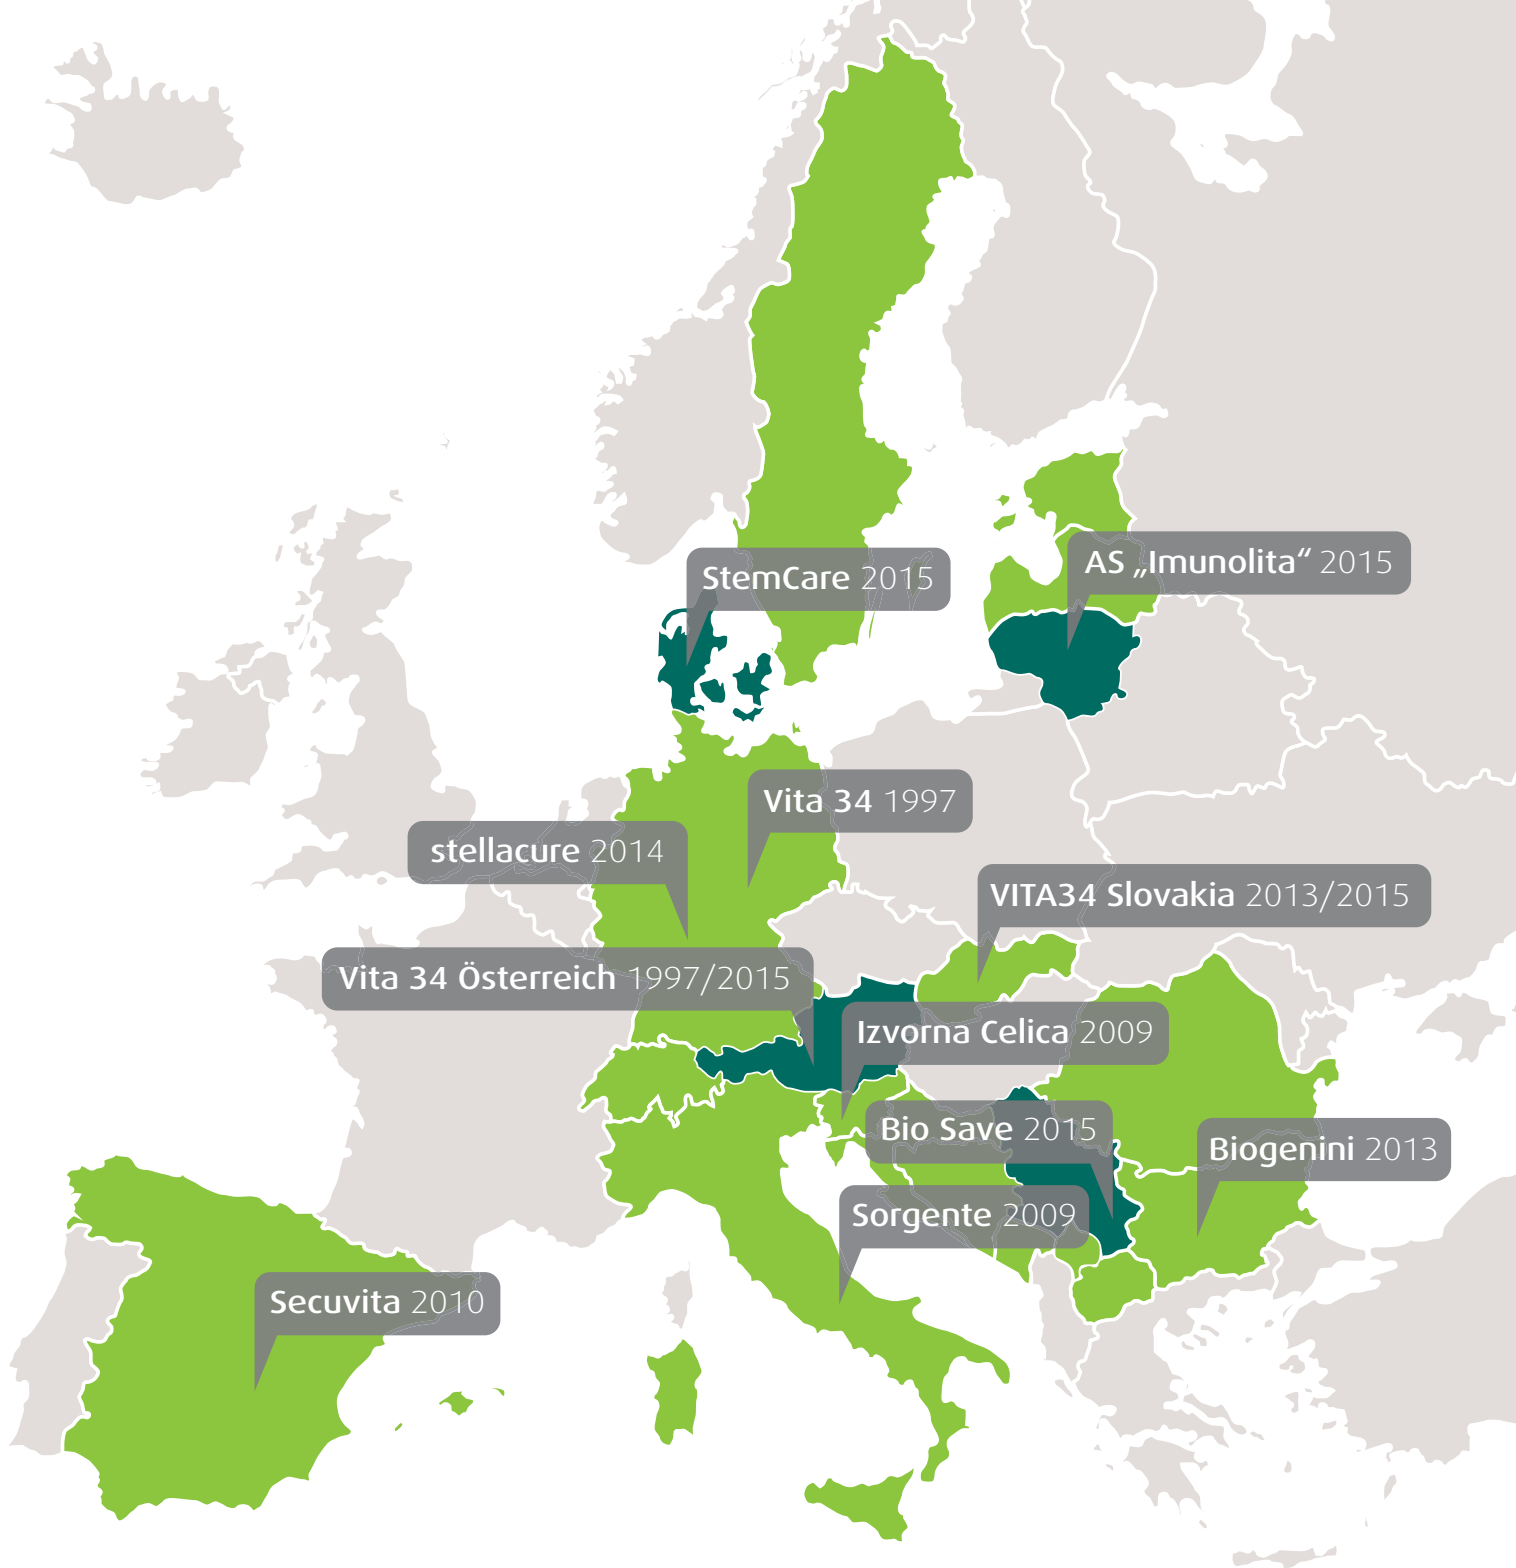 AS „Imunolita“ 2015
StemCare 2015
Vita 34 1997
stellacure 2014
VITA34 Slovakia 2013/2015
Vita 34 Österreich 1997/2015
Izvorna Celica 2009
Bio Save 2015
Biogenini 2013
Sorgente 2009
Secuvita 2010